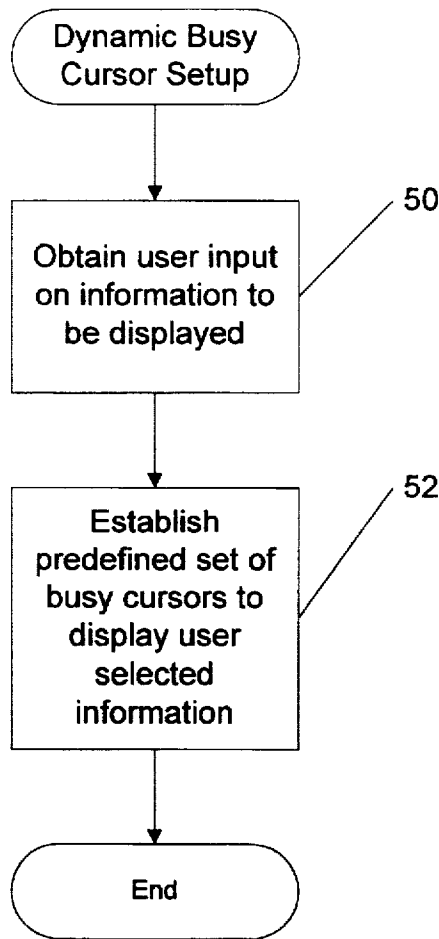 Dynamic Busy
Cursor Setup
50
Obtain user input
on information to
be displayed
52
Establish
predefined set of
busy cursors to
display user
selected
information
End